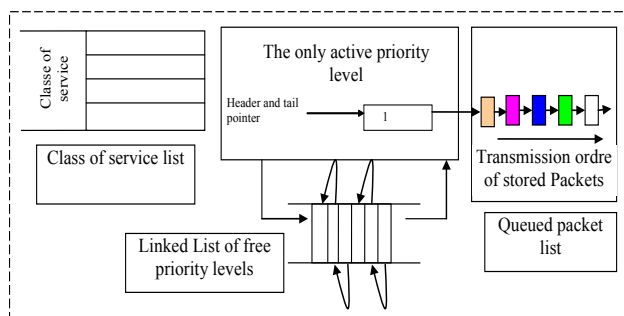 Classe of
service
Class of service list
The only active priority
level
Header and tail
pointer
1
Linked List of free
priority levels
Transmission ordre
of stored Packets
Queued packet
list